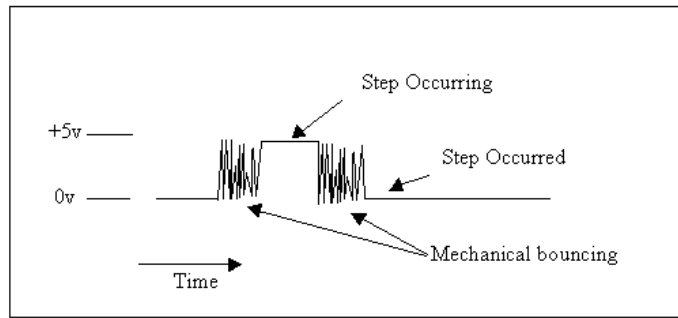 Step Occurring
+5v
Step Occurred
0v
Mechanical bouncing
Time